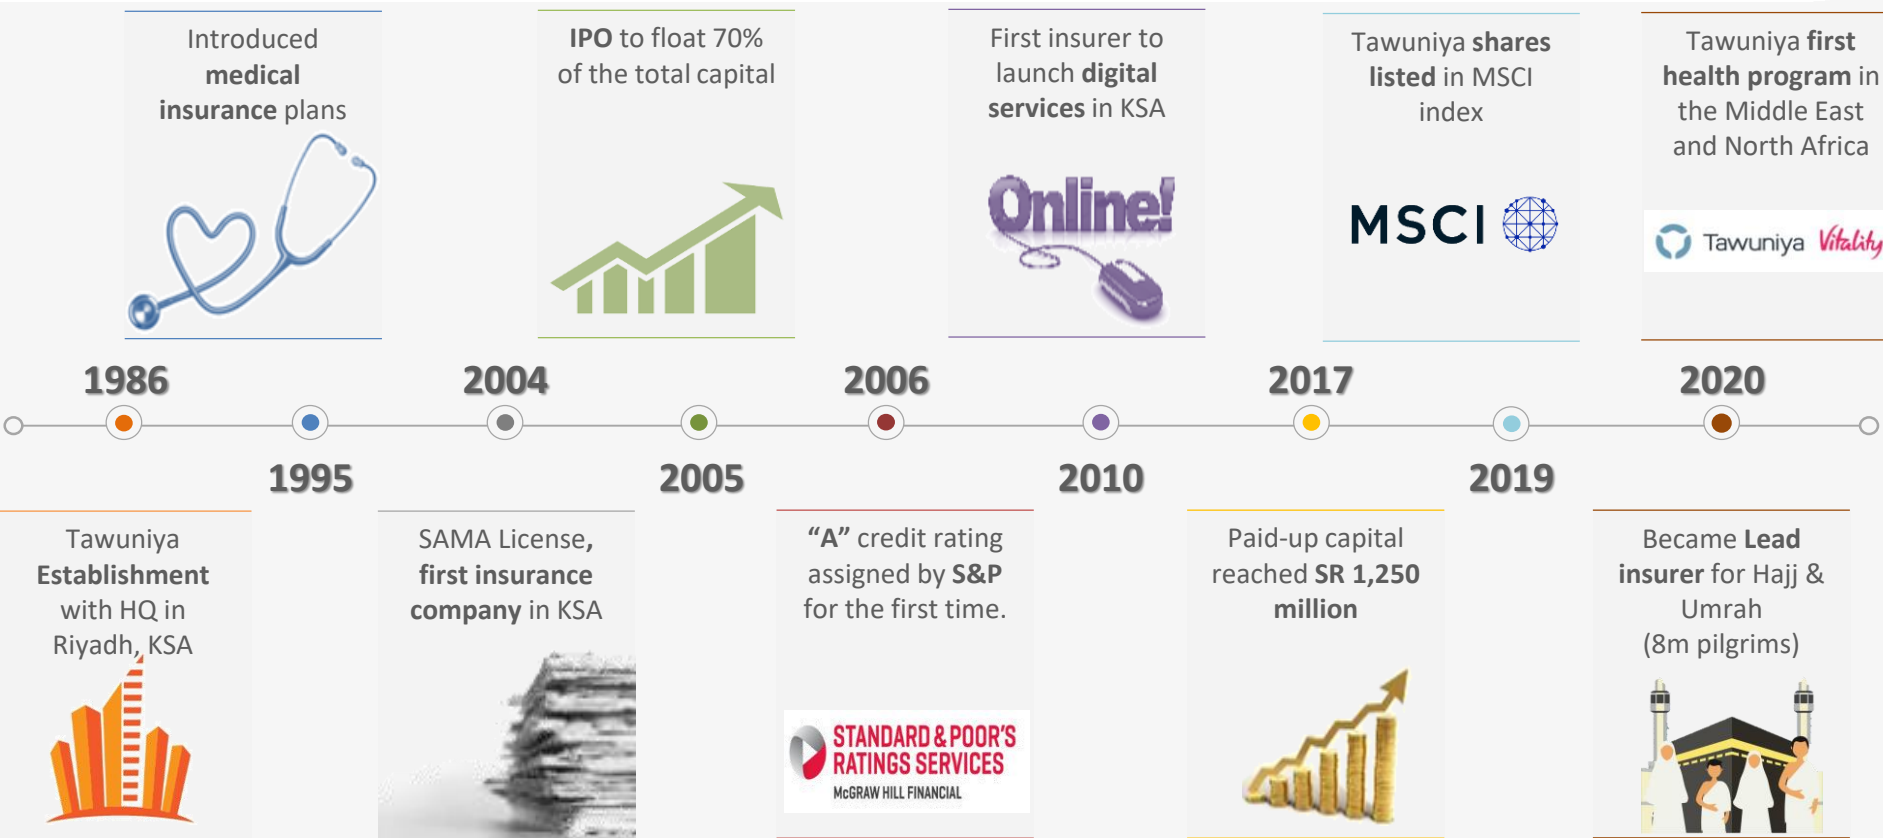 Introduced
medical
insurance plans
IPO to float 70%
of the total capital
First insurer to
launch digital
services in KSA
Online!
Tawuniya shares
listed in MSCI
index
MSCI
Tawuniya first
health program in
the Middle East
and North Africa
Tawuniya Vitality
1986
2004
2006
2017
2020
1995
2005
2010
2019
Tawuniya
Establishment
with HQ in
Riyadh, KSA
SAMA License,
first insurance
company in KSA
“A” credit rating
assigned by S&P
for the first time.
STANDARD & POOR'S
RATINGS SERVICES
McGRAW HILL FINANCIAL
Paid-up capital
reached SR 1,250
million
Became Lead
insurer for Hajj &
Umrah
(8m pilgrims)